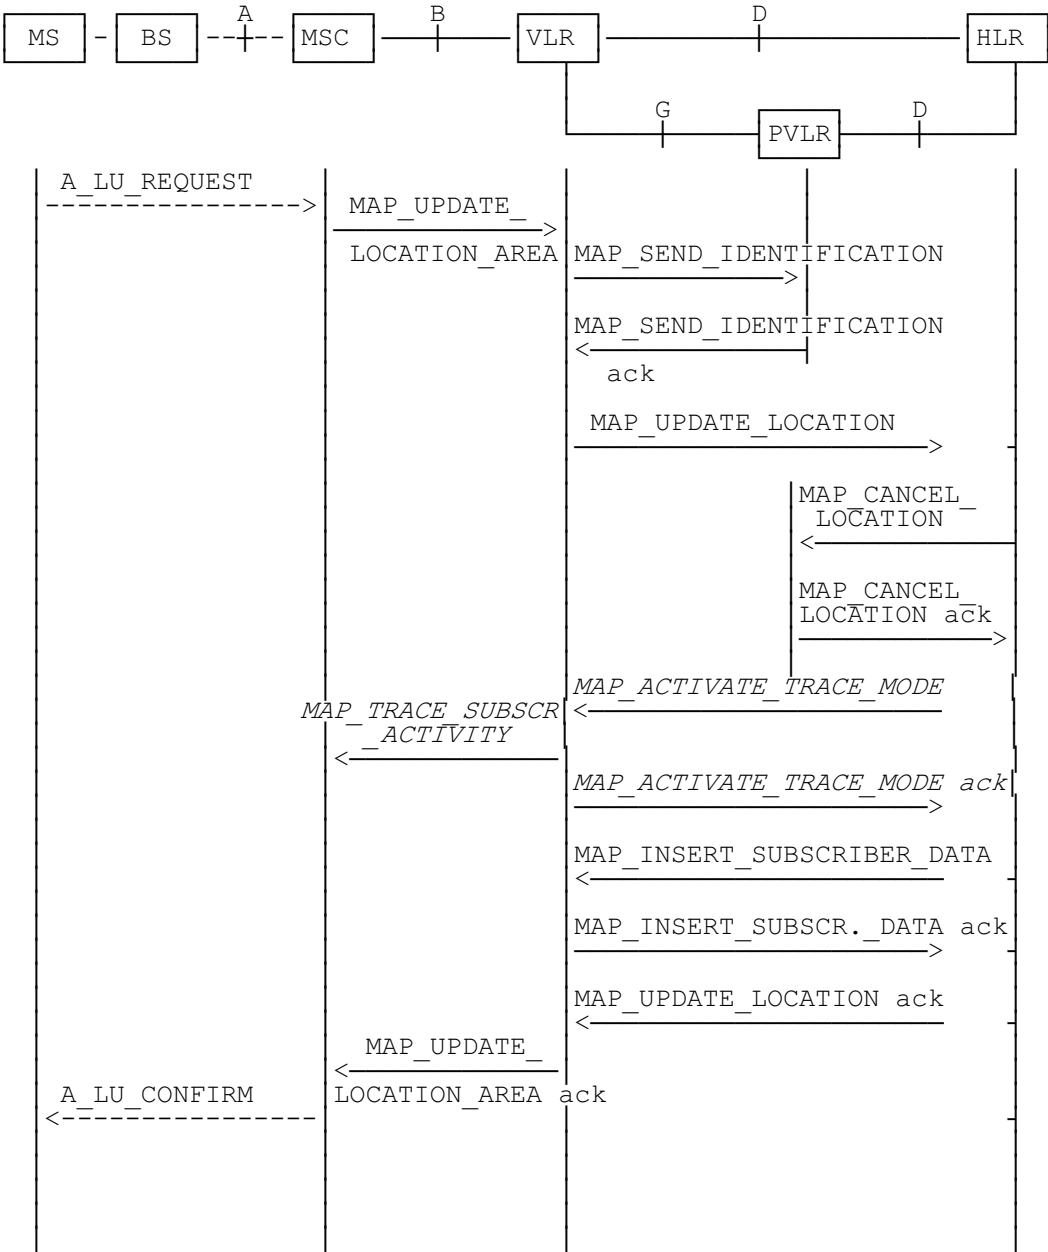 A B D
MS BS MSC VLR HLR
G D
PVLR
A_LU_REQUEST
MAP_UPDATE_
LOCATION_AREA
MAP_SEND_IDENTIFICATION
MAP_SEND_IDENTIFICATION
ack
MAP_UPDATE_LOCATION
MAP_CANCEL_
LOCATION
MAP_CANCEL_
LOCATION ack
MAP_ACTIVATE_TRACE_MODE
MAP_TRACE_SUBSCR
_ACTIVITY
MAP_ACTIVATE_TRACE_MODE ack
MAP_INSERT_SUBSCRIBER_DATA
MAP_INSERT_SUBSCR._DATA ack
MAP_UPDATE_LOCATION ack
MAP_UPDATE_
LOCATION_AREA ack
A_LU_CONFIRM